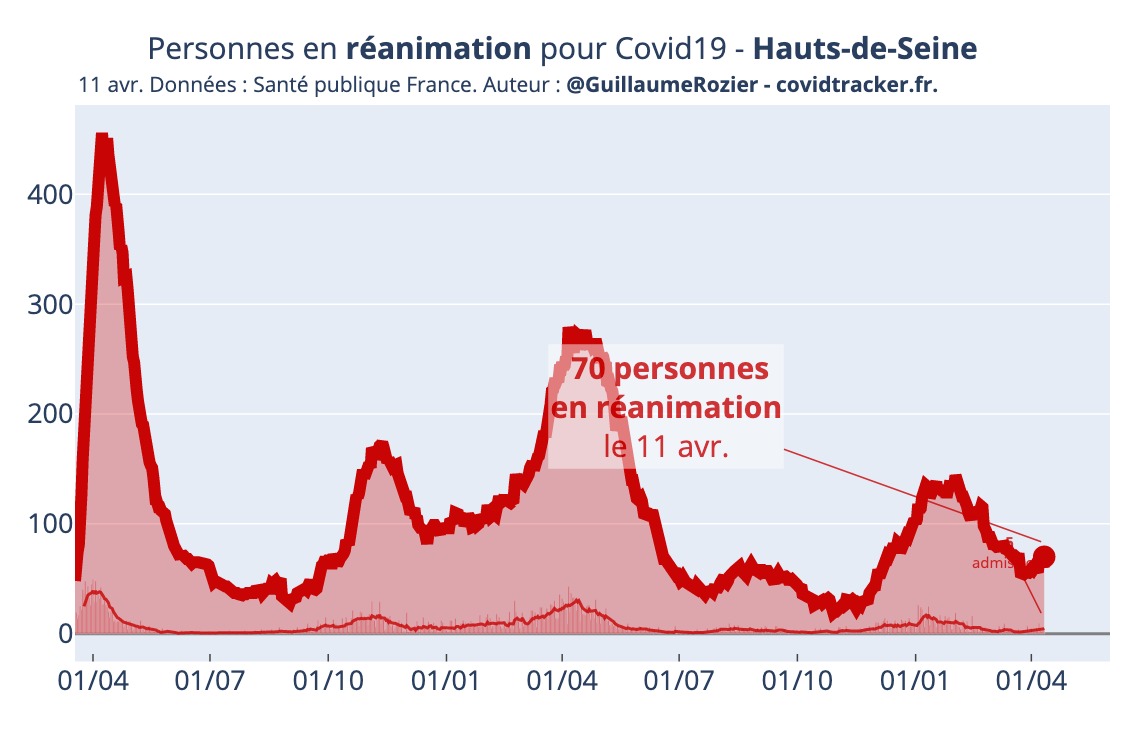 Personnes en réanimation pour Covid19 - Hauts-de-Seine
11 avr. Données : Santé publique France. Auteur : @GuillaumeRozier - covidtracker.fr.
400
300
200
100
0
70 personnes
en réanimation
le 11 avr.
5
01/04 01/07 01/10 01/01 01/04 01/07 01/10 01/01 01/04